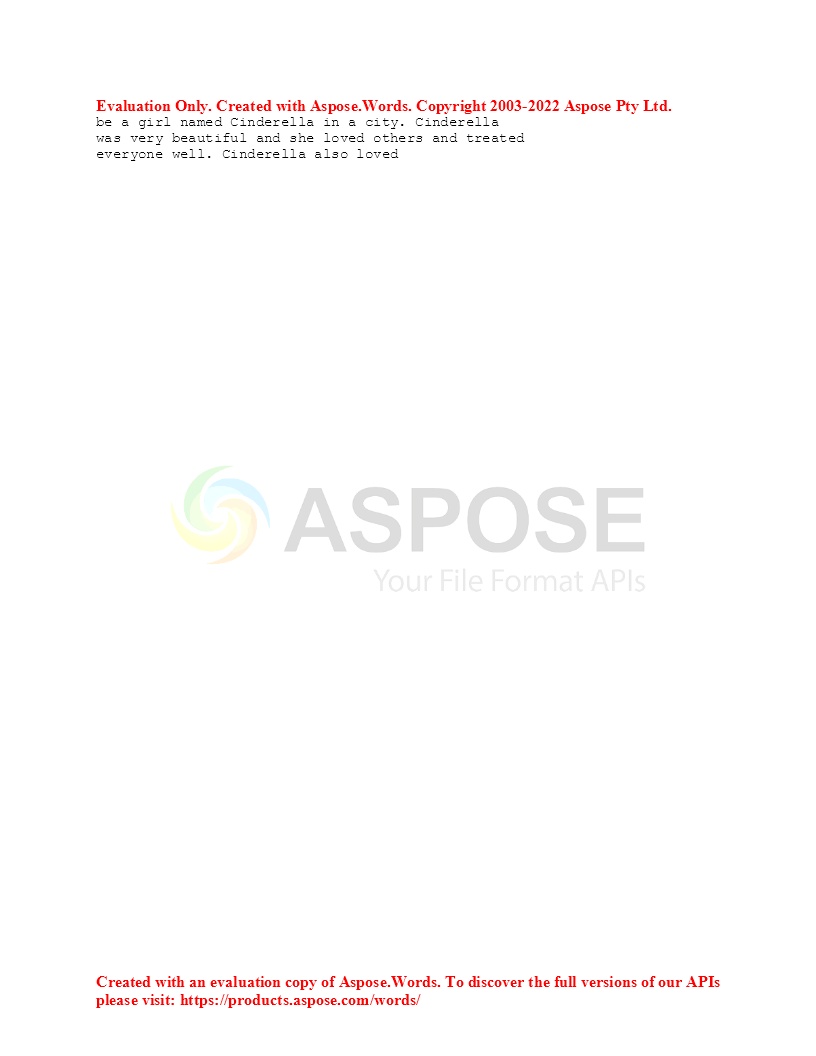 Evaluation Only. Created with Aspose.Words. Copyright 2003-2022 Aspose Pty Ltd.
be a girl named Cinderella in a city. Cinderella
was very beautiful and she loved others and treated
everyone well. Cinderella also loved
ASPOSE
Your File Format APIs
Created with an evaluation copy of Aspose.Words. To discover the full versions of our APIs
please visit: https://products.aspose.com/words/